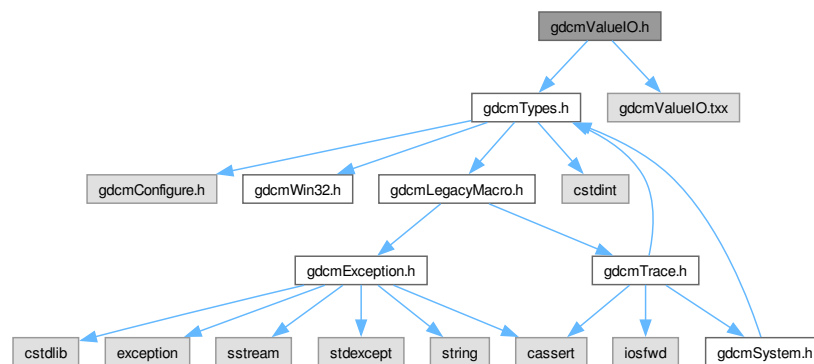 gdcmValueIO.h
gdcmTypes.h
gdcmValueIO.txx
gdcmConfigure.h
gdcmWin32.h
gdcmLegacyMacro.h
cstdint
gdcmException.h
gdcmTrace.h
cstdlib
exception
sstream
stdexcept
string
cassert
iosfwd
gdcmSystem.h